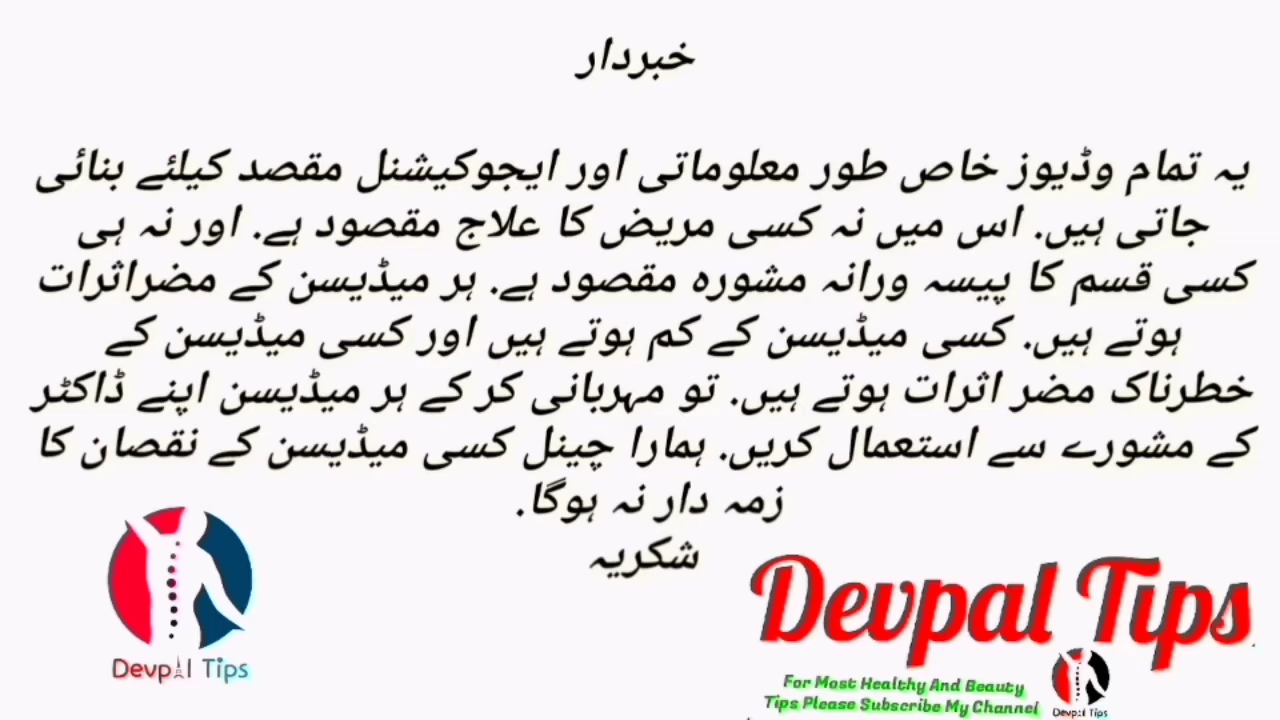 خبردار
یہ تمام وڈیوز خاص طور معلوماتی اور ایجوکیشنل مقصد کیلئے بنائی
جاتی ہیں. اس میں نہ کسی مریض کا علاج مقصود ہے. اور نہ ہی
کسی قسم کا پیسہ ورانہ مشورہ مقصود ہے. ہر میڈیسن کے مضراثرات
ہوتے ہیں. کسی میڈیسن کے کم ہوتے ہیں اور کسی میڈیسن کے
خطرناک مضر اثرات ہوتے ہیں. تو مہربانی کر کے ہر میڈیسن اپنے ڈاکٹر
کے مشورے سے استعمال کریں. ہمارا چینل کسی میڈیسن کے نقصان کا
زمہ دار نہ ہوگا.
شکریہ
Devpal Tips
Devpal Tips
For Most Healthy And Beauty
Tips Please Subscribe My Channel
Devpal Tips